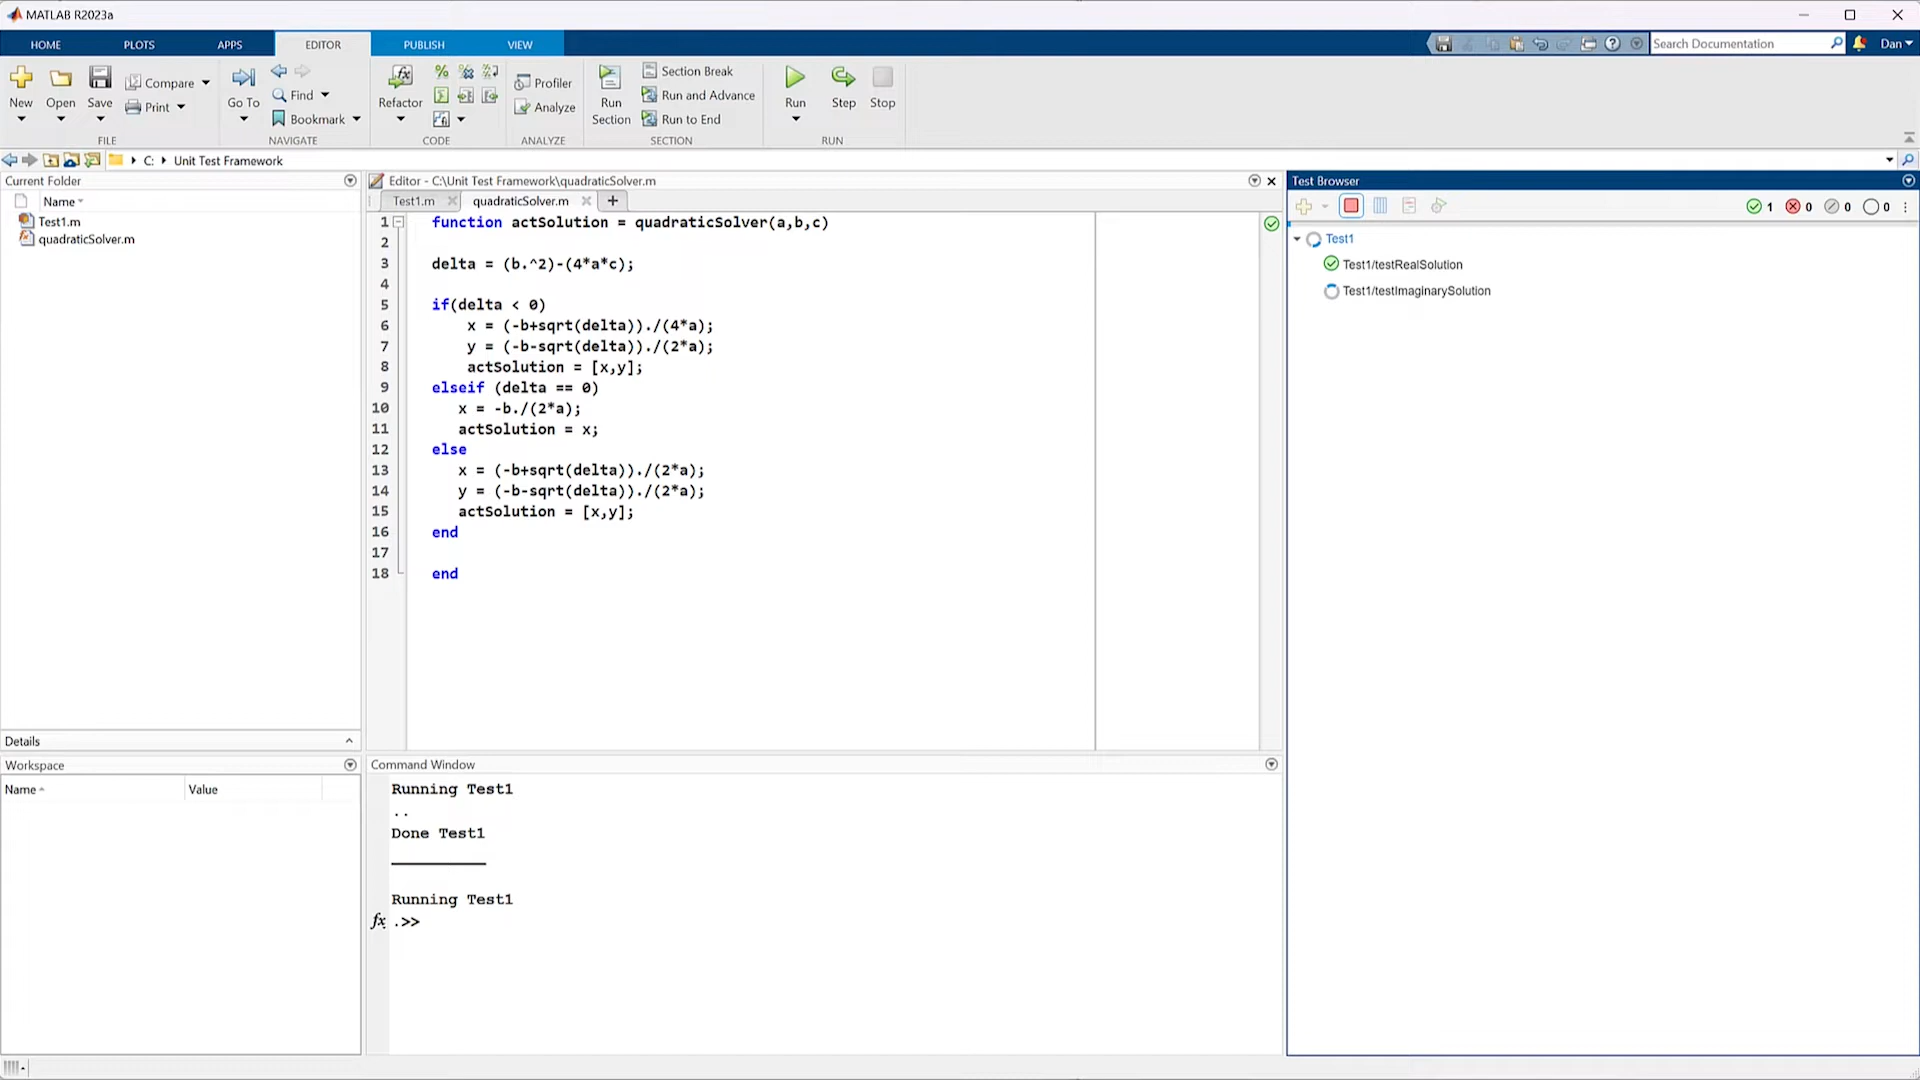 MATLAB R2023a
HOME PLOTS APPS EDITOR PUBLISH VIEW
Search Documentation
Dan
New
Open
Save
Compare
Print
FILE
Go To
Find
Bookmark
NAVIGATE
Refactor
CODE
Profiler
Analyze
ANALYZE
Run Section
Section Break
Run and Advance
Run to End
SECTION
Run
Step
Stop
RUN
C: Unit Test Framework
Current Folder
Name
Test1.m
quadraticSolver.m
Details
Workspace
Name Value
Editor - C:\Unit Test Framework\quadraticSolver.m
Test1.m quadraticSolver.m
1 function actSolution = quadraticSolver(a,b,c)
2
3 delta = (b.^2)-(4*a*c);
4
5 if(delta < 0)
6 x = (-b+sqrt(delta))./(4*a);
7 y = (-b-sqrt(delta))./(2*a);
8 actSolution = [x,y];
9 elseif (delta == 0)
10 x = -b./(2*a);
11 actSolution = x;
12 else
13 x = (-b+sqrt(delta))./(2*a);
14 y = (-b-sqrt(delta))./(2*a);
15 actSolution = [x,y];
16 end
17
18 end
Command Window
Running Test1
..
Done Test1
__________
Running Test1
fx .>>
Test Browser
1 0 0 0
Test1
Test1/testRealSolution
Test1/testImaginarySolution